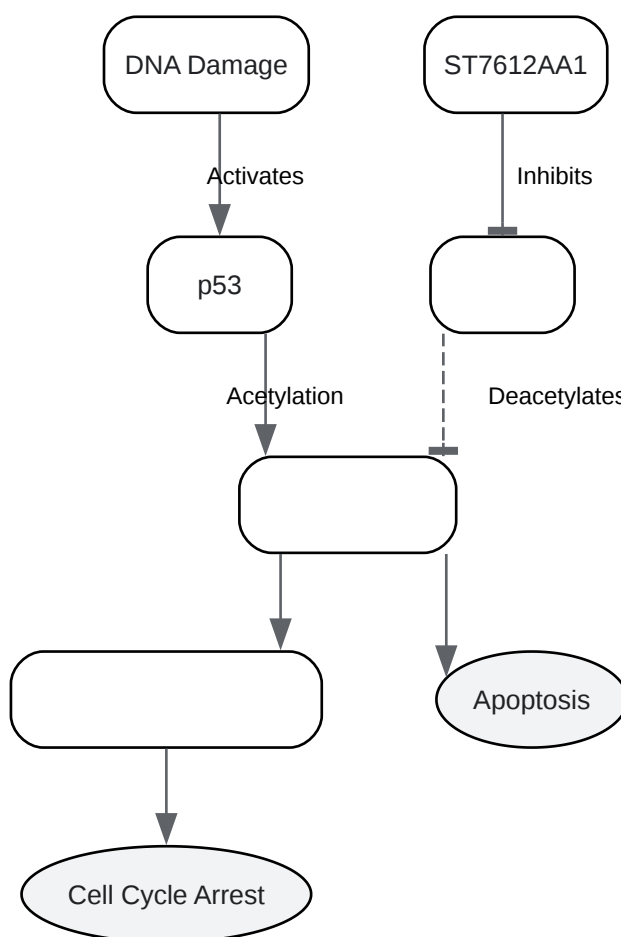 DNA Damage
ST7612AA1
Activates
Inhibits
p53
Acetylation
Deacetylates
Apoptosis
Cell Cycle Arrest